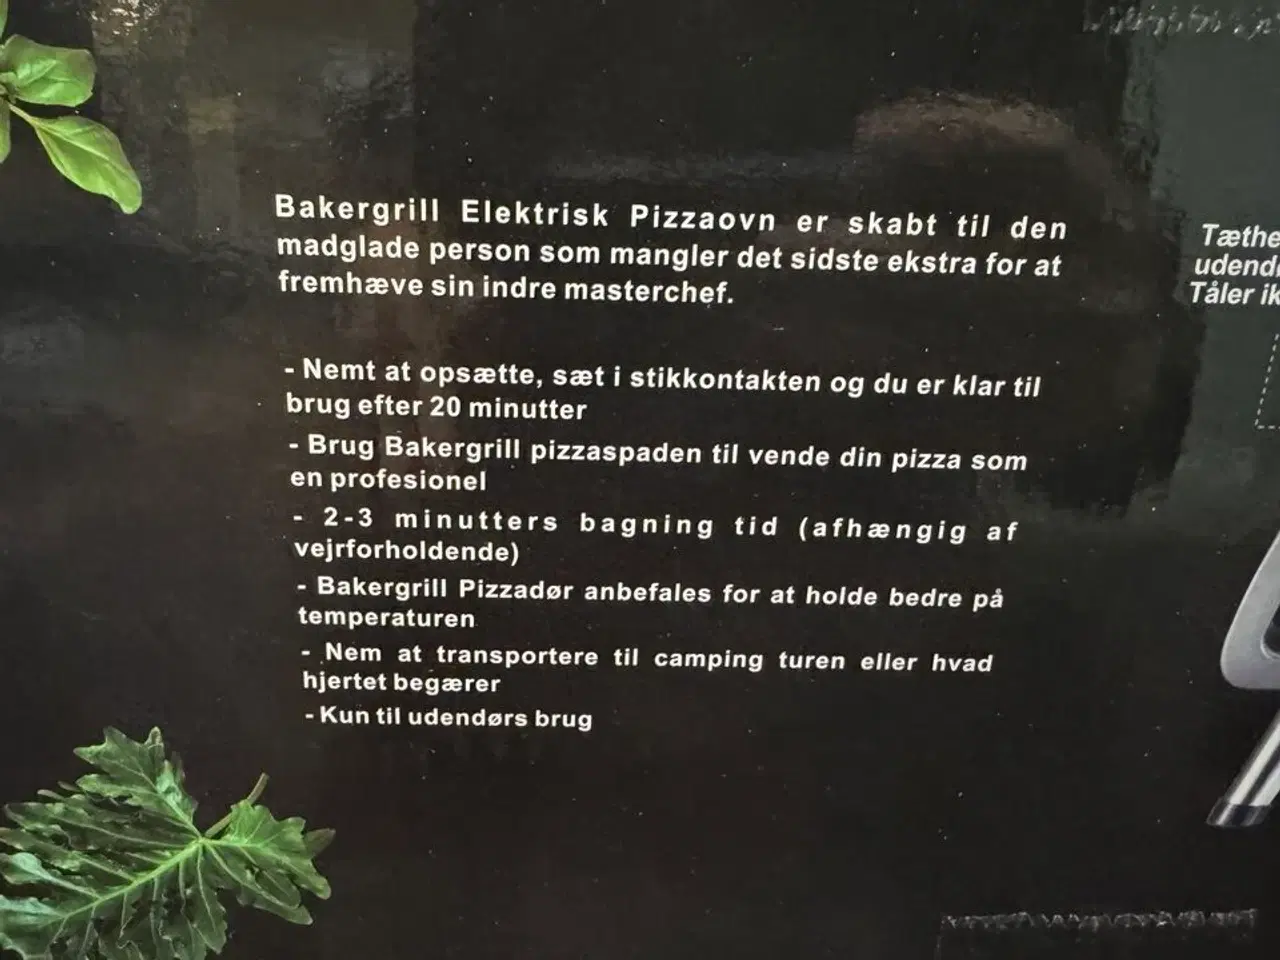 Bakergrill Elektrisk Pizzaovn er skabt til den
madglade person som mangler det sidste ekstra for at
fremhæve sin indre masterchef.
- Nemt at opsætte, sæt i stikkontakten og du er klar til
brug efter 20 minutter
- Brug Bakergrill pizzaspaden til vende din pizza som
en profesionel
- 2-3 minutters bagning tid (afhængig af
vejrforholdende)
- Bakergrill Pizzadør anbefales for at holde bedre på
temperaturen
- Nem at transportere til camping turen eller hvad
hjertet begærer
- Kun til udendørs brug
Tåler